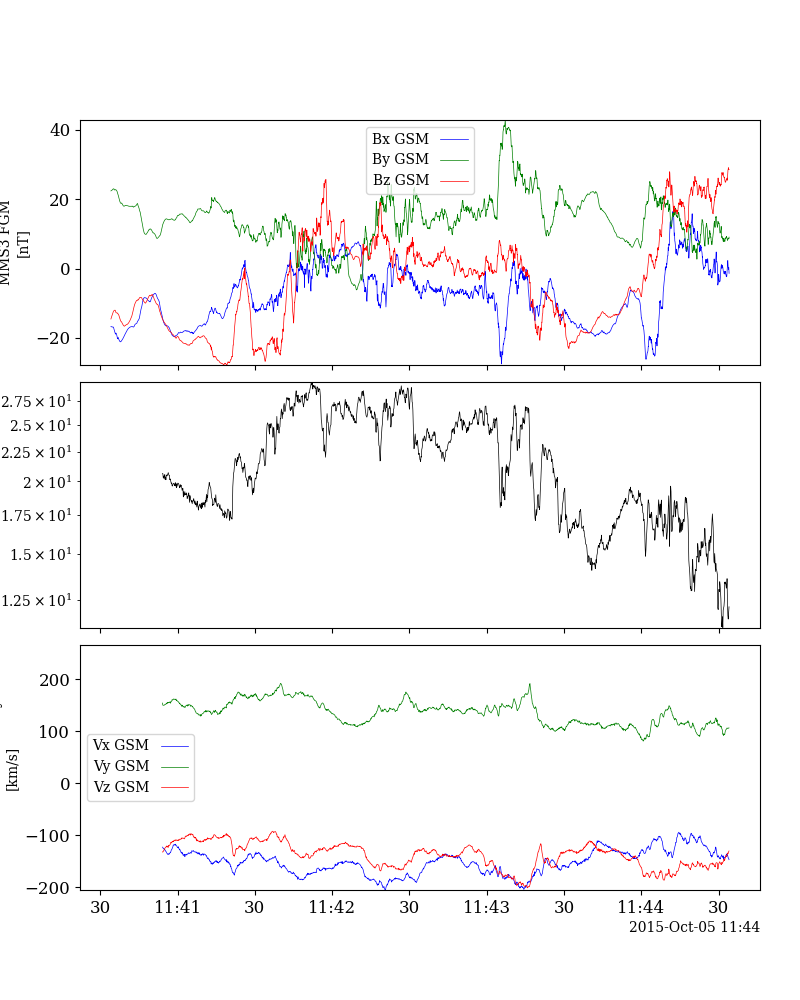 40
20
0
−20
MMS3 FGM
[nT]
Bx GSM
By GSM
Bz GSM
2.75 × 10¹
2.5 × 10¹
2.25 × 10¹
2 × 10¹
1.75 × 10¹
1.5 × 10¹
1.25 × 10¹
200
100
0
−100
−200
[km/s]
Vx GSM
Vy GSM
Vz GSM
30 11:41 30 11:42 30 11:43 30 11:44 30
2015-Oct-05 11:44